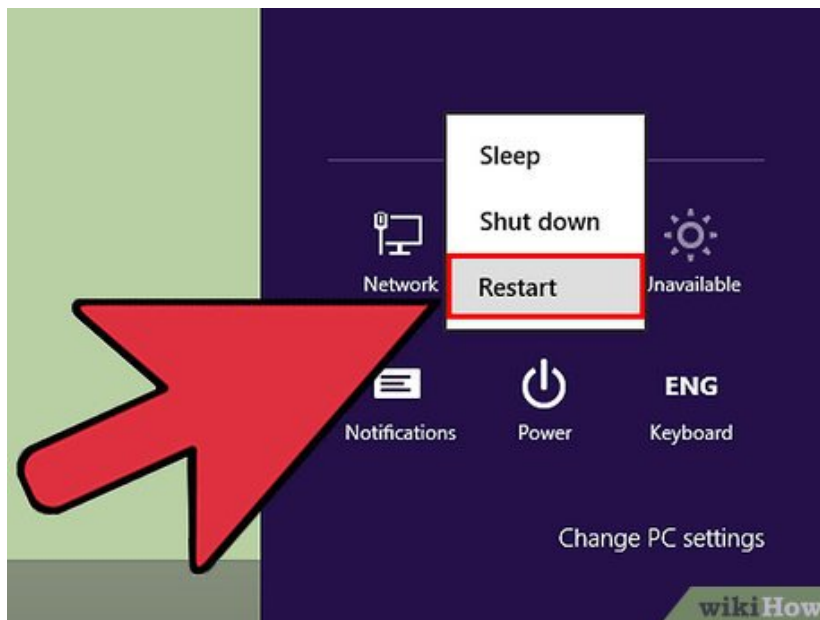 Sleep
Shut down
Restart
Network
Unavailable
Notifications
Power
ENG
Keyboard
Change PC settings
wikiHow